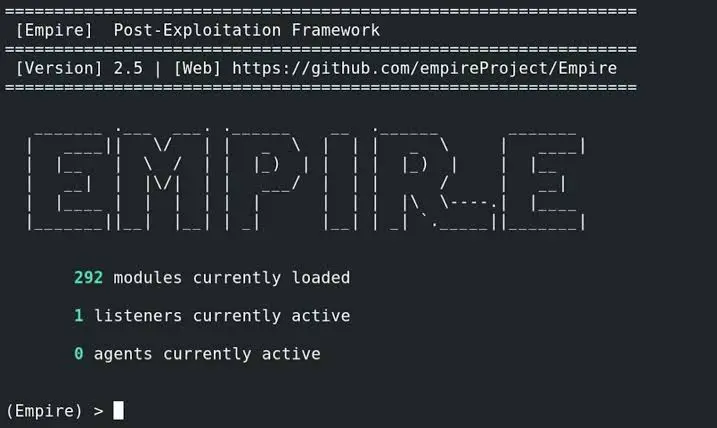 ================================================================
[Empire]  Post-Exploitation Framework
================================================================
[Version] 2.5 | [Web] https://github.com/empireProject/Empire
================================================================
EMPIRE
292 modules currently loaded
1 listeners currently active
0 agents currently active
(Empire) >